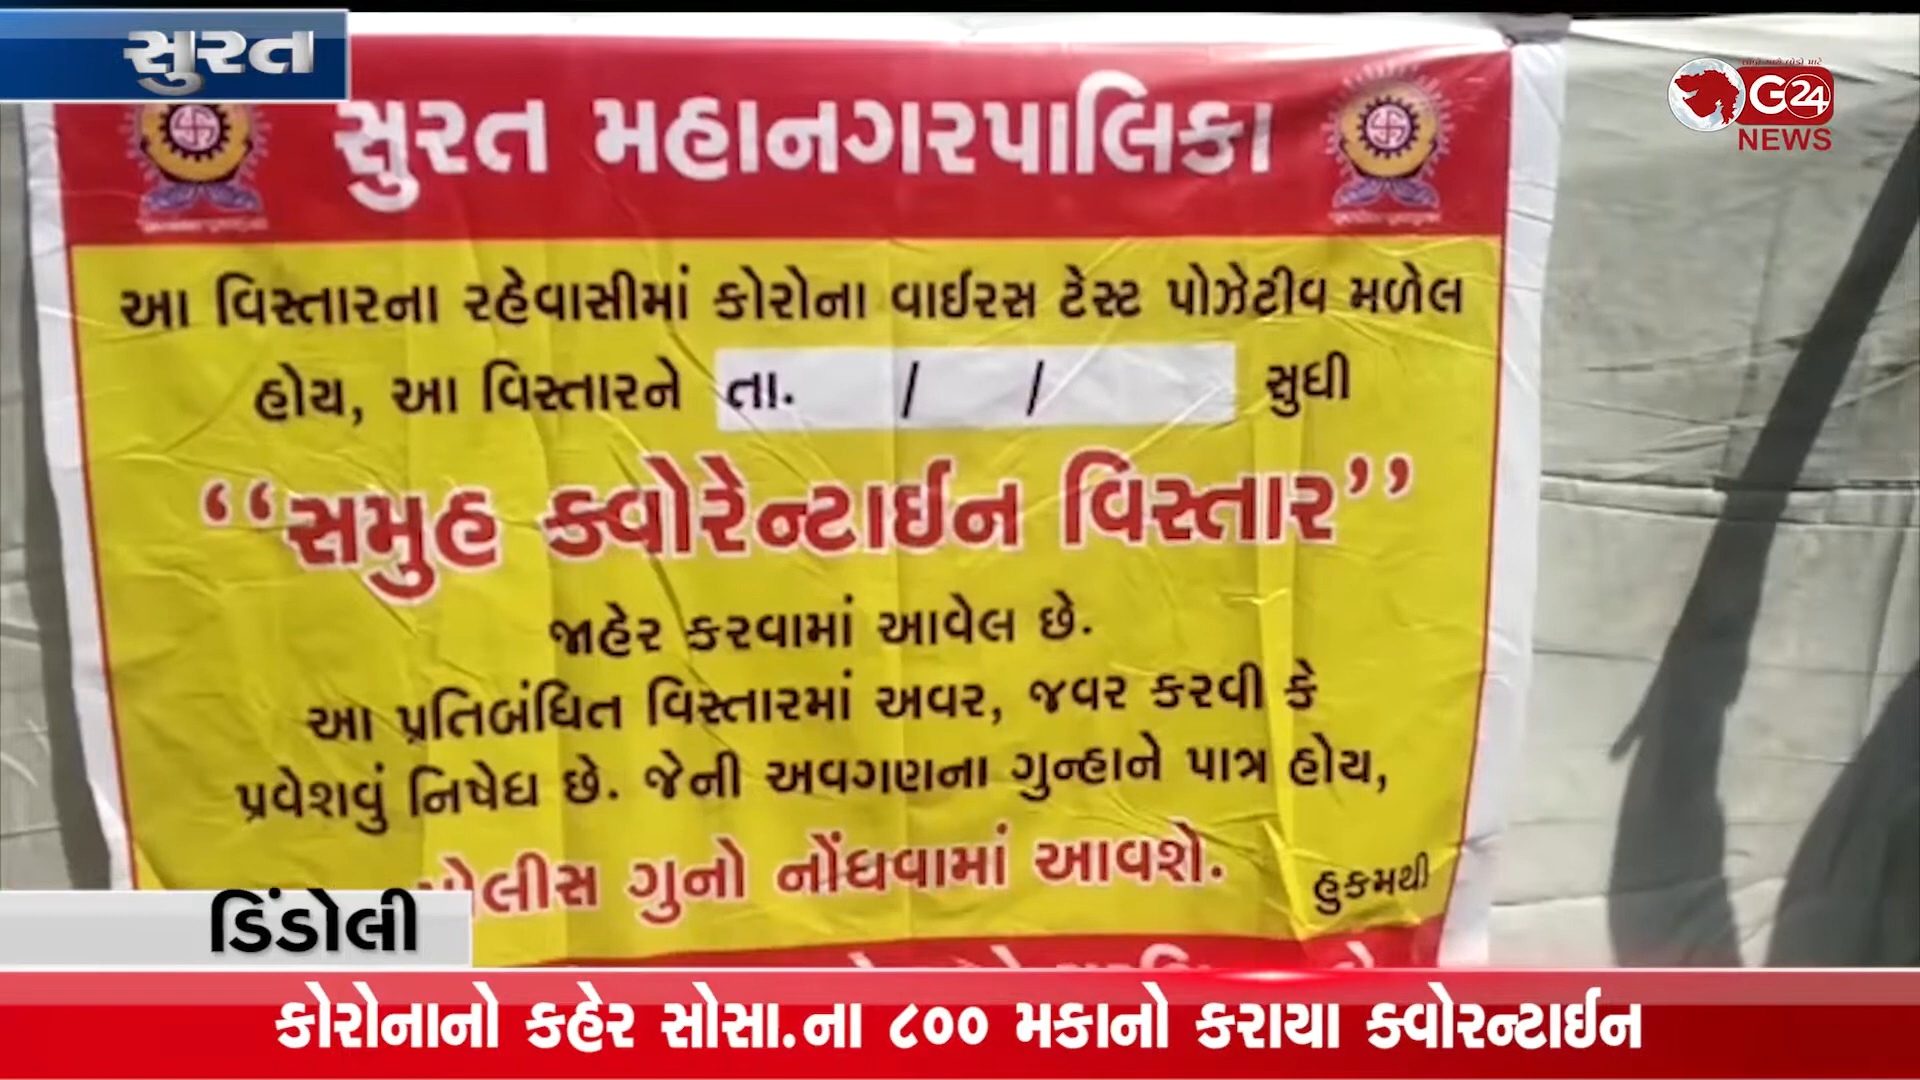 સુરત
G24
NEWS
સુરત મહાનગરપાલિકા
આ વિસ્તારના રહેવાસીમાં કોરોના વાઈરસ ટેસ્ટ પોઝેટીવ મળેલ
હોય, આ વિસ્તારને તા. / / સુધી
“સમુહ ક્વોરેન્ટાઈન વિસ્તાર”
જાહેર કરવામાં આવેલ છે.
આ પ્રતિબંધિત વિસ્તારમાં અવર, જવર કરવી કે
પ્રવેશવું નિષેધ છે. જેની અવગણના ગુન્હાને પાત્ર હોય,
પોલીસ ગુનો નોંધવામાં આવશે.
હુકમથી
ડિંડોલી
કોરોનાનો કહેર સોસા.ના ૮૦૦ મકાનો કરાયા ક્વોરન્ટાઈન